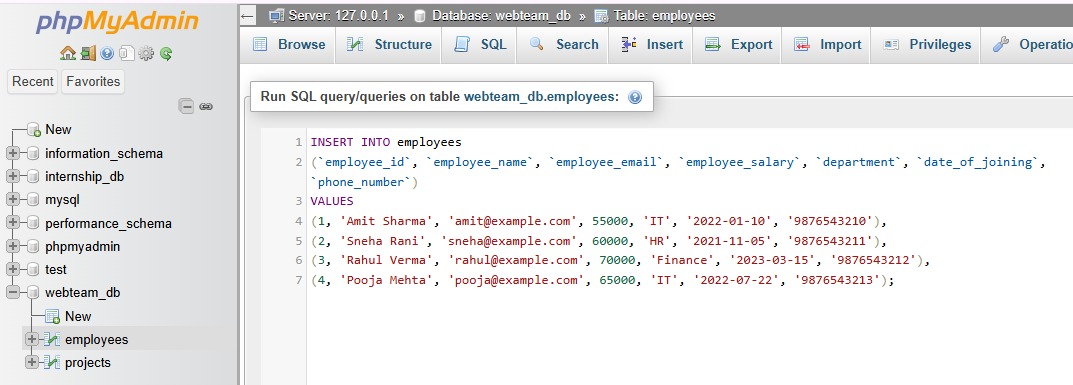 phpMyAdmin
Recent Favorites
New
information_schema
internship_db
mysql
performance_schema
phpmyadmin
test
webteam_db
New
employees
projects
Server: 127.0.0.1 » Database: webteam_db » Table: employees
Browse Structure SQL Search Insert Export Import Privileges Operatio
Run SQL query/queries on table webteam_db.employees:
1 INSERT INTO employees
2 (`employee_id`, `employee_name`, `employee_email`, `employee_salary`, `department`, `date_of_joining`,
`phone_number`)
3 VALUES
4 (1, 'Amit Sharma', 'amit@example.com', 55000, 'IT', '2022-01-10', '9876543210'),
5 (2, 'Sneha Rani', 'sneha@example.com', 60000, 'HR', '2021-11-05', '9876543211'),
6 (3, 'Rahul Verma', 'rahul@example.com', 70000, 'Finance', '2023-03-15', '9876543212'),
7 (4, 'Pooja Mehta', 'pooja@example.com', 65000, 'IT', '2022-07-22', '9876543213');